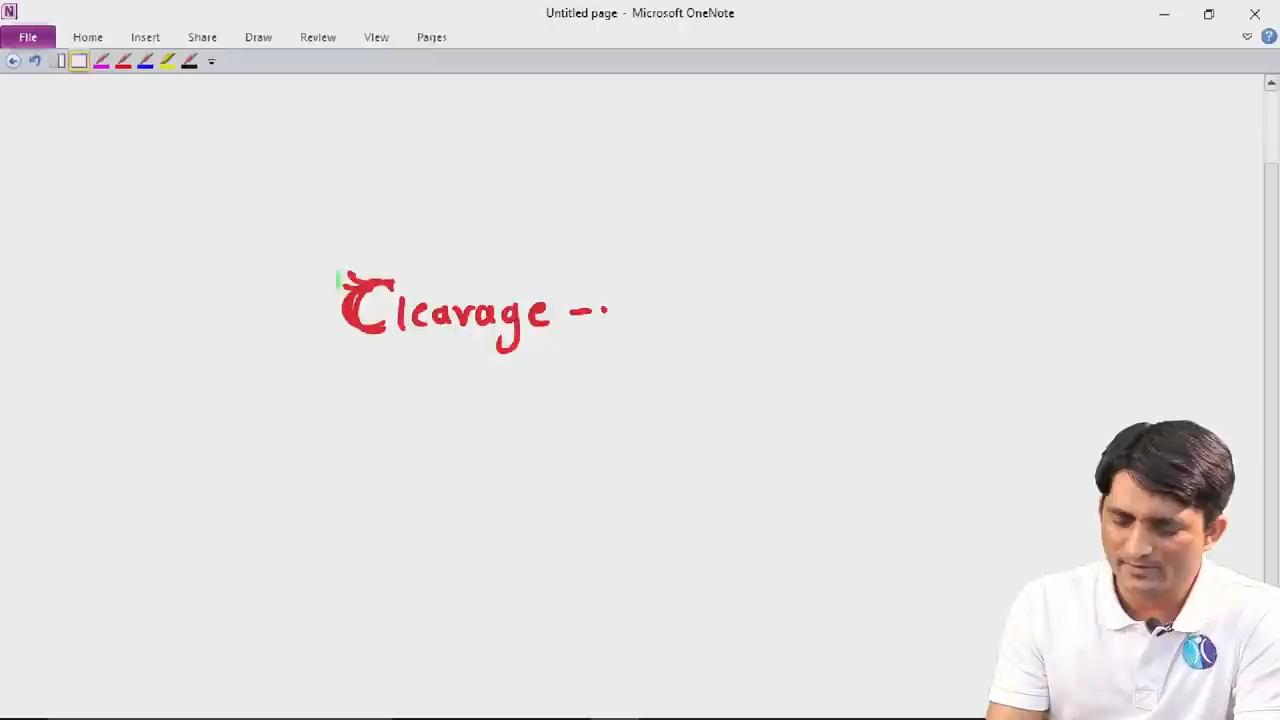 Untitled page - Microsoft OneNote
File Home Insert Share Draw Review View Pages
Cleavage -.